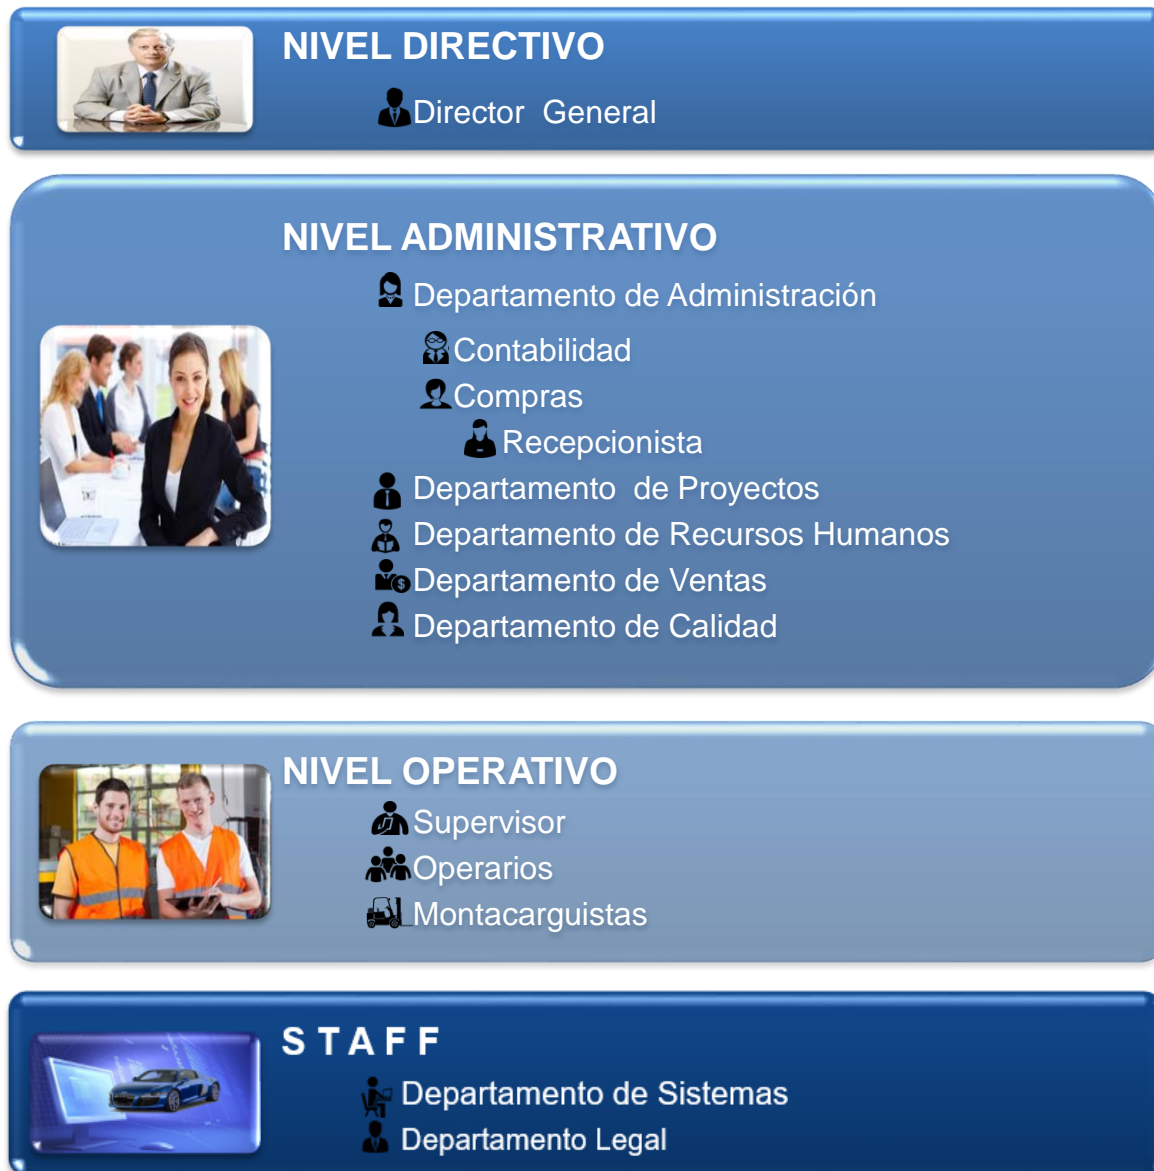 NIVEL DIRECTIVO
Director General
NIVEL ADMINISTRATIVO
Departamento de Administración
Contabilidad
Compras
Recepcionista
Departamento de Proyectos
Departamento de Recursos Humanos
Departamento de Ventas
Departamento de Calidad
NIVEL OPERATIVO
Supervisor
Operarios
Montacarguistas
S T A F F
Departamento de Sistemas
Departamento Legal